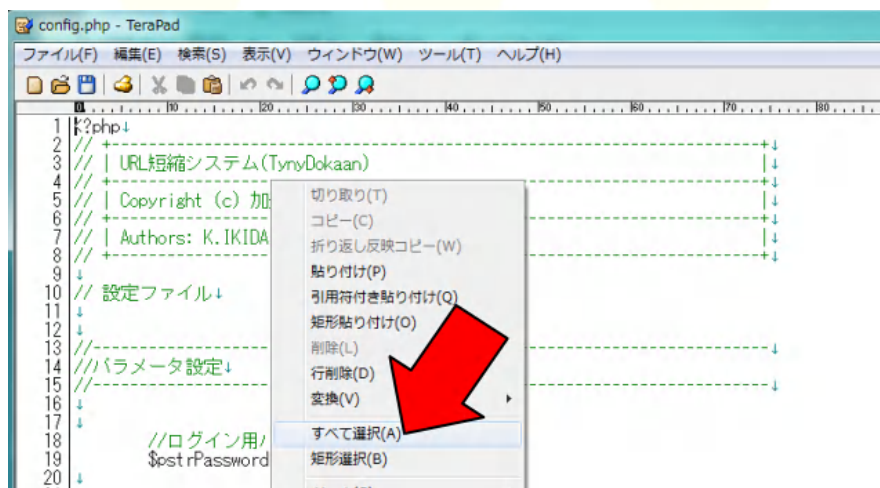 config.php - TeraPad
ファイル(F) 編集(E) 検索(S) 表示(V) ウィンドウ(W) ツール(T) ヘルプ(H)
0 10 20 30 40 50 60 70 80
1 <?php↓
2 // +-----------------------------------------------------------------------+↓
3 // | URL短縮システム(TynyDokaan) |↓
4 // +-----------------------------------------------------------------------+↓
5 // | Copyright (c) |↓
6 // +-----------------------------------------------------------------------+↓
7 // | Authors: K.IKIDA |↓
8 // +-----------------------------------------------------------------------+↓
9 ↓
10 // 設定ファイル↓
11 ↓
12 ↓
13 //-----------------------------------------------------------------------↓
14 //パラメータ設定↓
15 //-----------------------------------------------------------------------↓
16 ↓
17 ↓
18 //ログイン用
19 $pstrPassword
20 ↓
切り取り(T)
コピー(C)
折り返し反映コピー(W)
貼り付け(P)
引用符付き貼り付け(Q)
矩形貼り付け(O)
削除(L)
行削除(D)
変換(V)
すべて選択(A)
矩形選択(B)